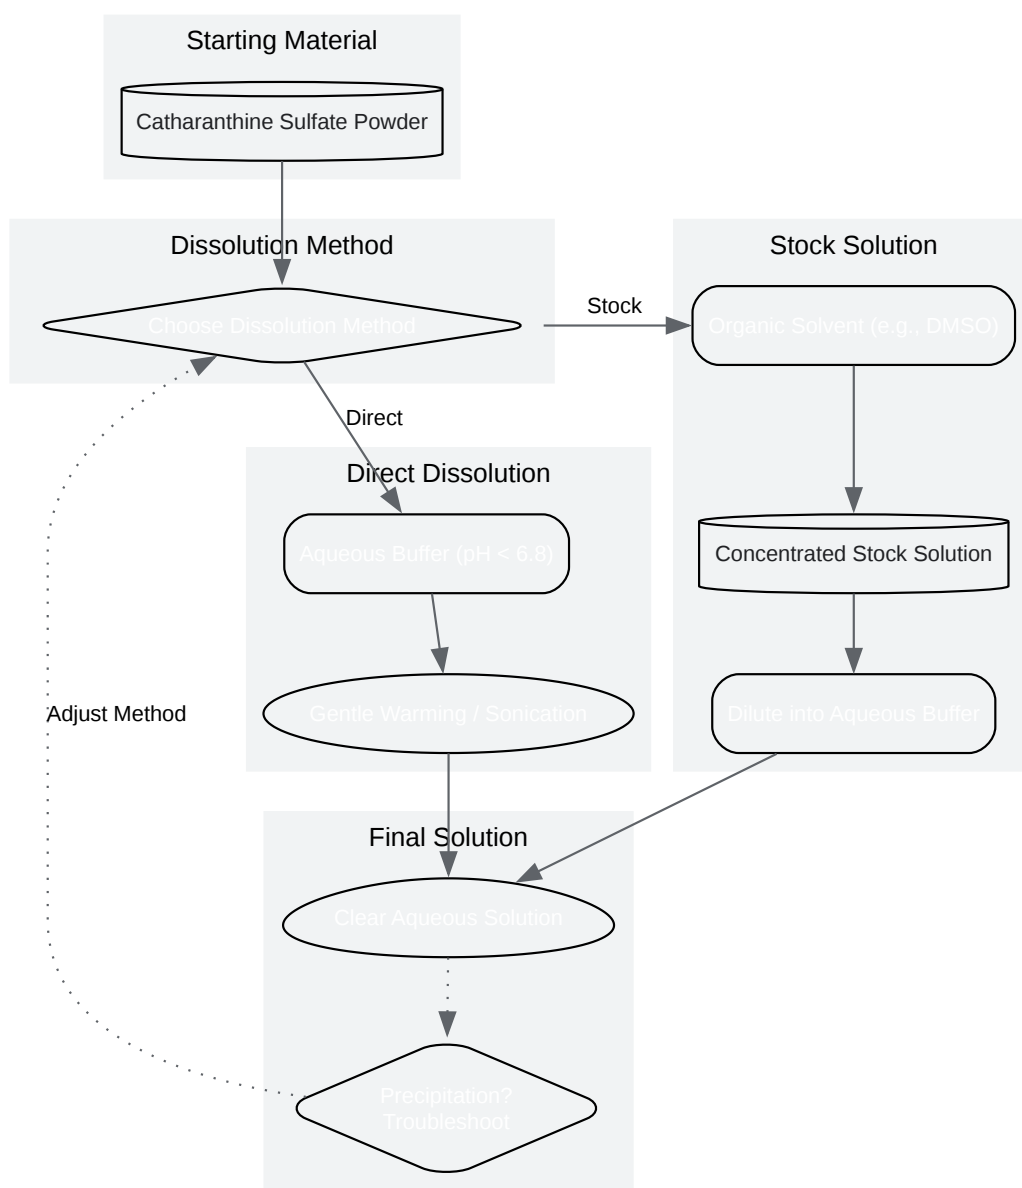 Starting Material
Catharanthine Sulfate Powder
Dissolution Method
Choose Dissolution Method
Stock
Stock Solution
Organic Solvent (e.g., DMSO)
Direct
Direct Dissolution
Aqueous Buffer (pH < 6.8)
Concentrated Stock Solution
Gentle Warming / Sonication
Dilute into Aqueous Buffer
Adjust Method
Final Solution
Clear Aqueous Solution
Precipitation?
Troubleshoot